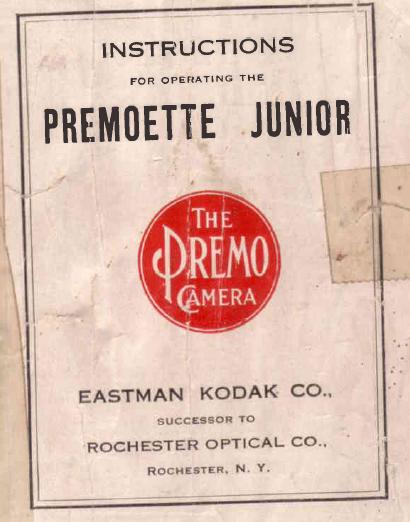 INSTRUCTIONS
FOR OPERATING THE
PREMOETTE JUNIOR
THE
PREMO
CAMERA
EASTMAN KODAK CO.,
SUCCESSOR TO
ROCHESTER OPTICAL CO.,
ROCHESTER, N. Y.